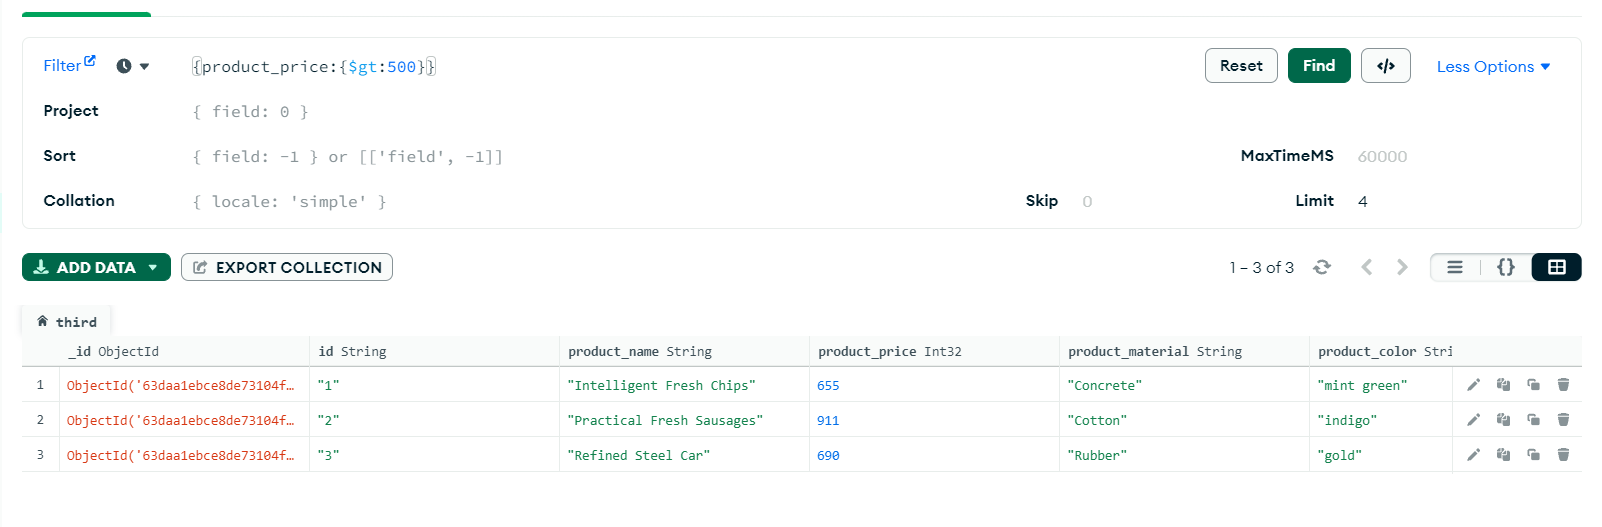 Filter {product_price:{$gt:500}} Reset Find </> Less Options
Project { field: 0 }
Sort { field: -1 } or [['field', -1]] MaxTimeMS 60000
Collation { locale: 'simple' } Skip 0 Limit 4
ADD DATA EXPORT COLLECTION 1 – 3 of 3 {}
third
_id ObjectId id String product_name String product_price Int32 product_material String product_color Stri
1 ObjectId('63daa1ebce8de73104f… "1" "Intelligent Fresh Chips" 655 "Concrete" "mint green"
2 ObjectId('63daa1ebce8de73104f… "2" "Practical Fresh Sausages" 911 "Cotton" "indigo"
3 ObjectId('63daa1ebce8de73104f… "3" "Refined Steel Car" 690 "Rubber" "gold"